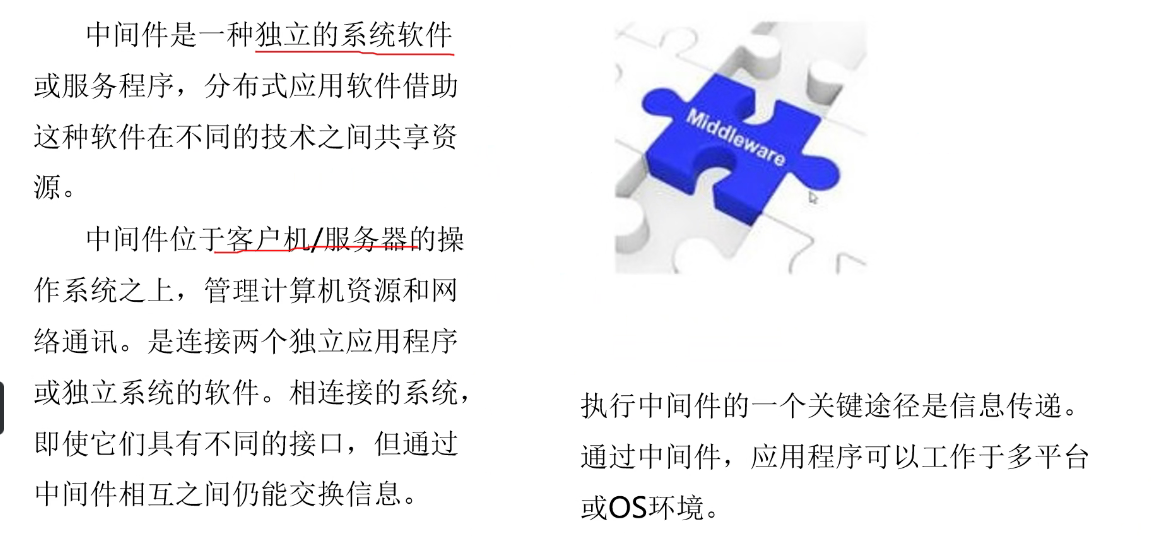 中间件是一种独立的系统软件
或服务程序，分布式应用软件借助
这种软件在不同的技术之间共享资
源。
中间件位于客户机/服务器的操
作系统之上，管理计算机资源和网
络通讯。是连接两个独立应用程序
或独立系统的软件。相连接的系统，
即使它们具有不同的接口，但通过
中间件相互之间仍能交换信息。
Middleware
执行中间件的一个关键途径是信息传递。
通过中间件，应用程序可以工作于多平台
或OS环境。